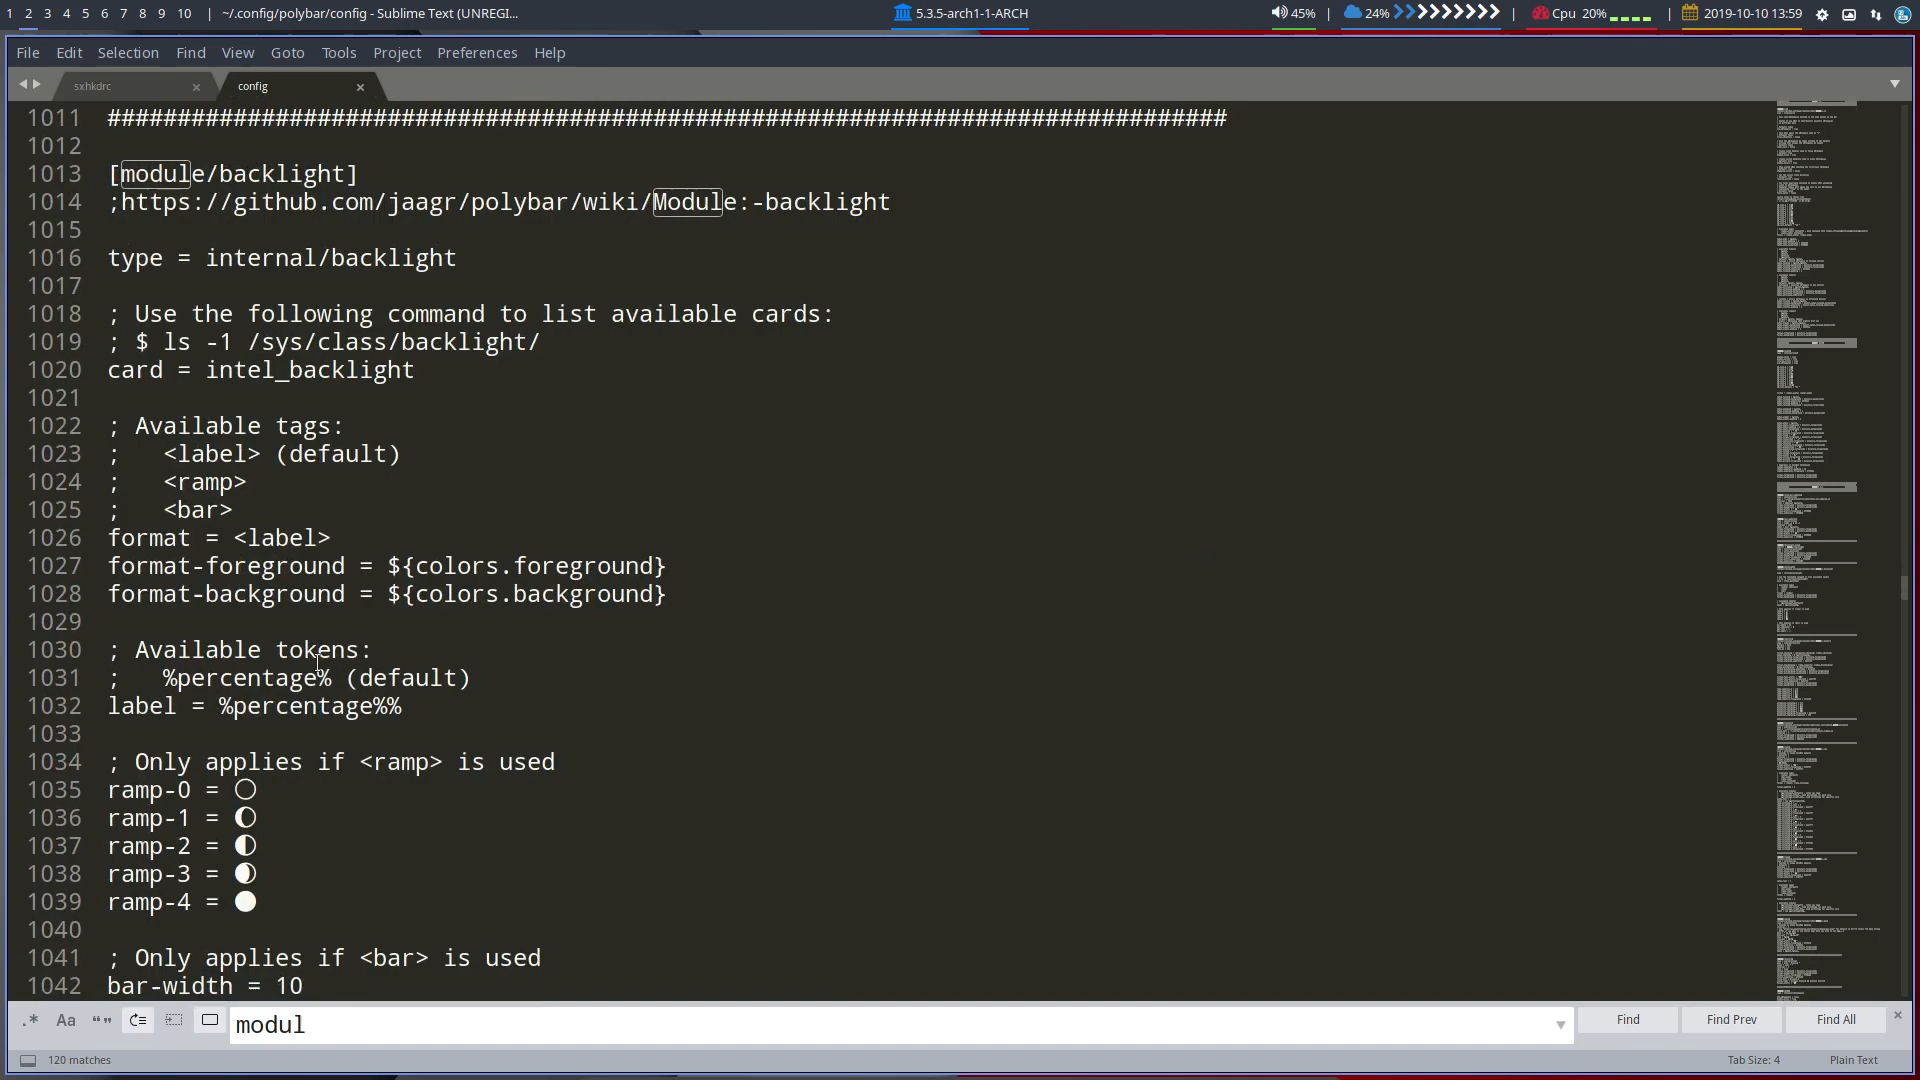 1 2 3 4 5 6 7 8 9 10 | ~/.config/polybar/config - Sublime Text (UNREGI... 5.3.5-arch1-1-ARCH 45% | 24% | Cpu 20% | 2019-10-10 13:59
File Edit Selection Find View Goto Tools Project Preferences Help
sxhkdrc × config ×
1011 ################################################################################
1012
1013 [module/backlight]
1014 ;https://github.com/jaagr/polybar/wiki/Module:-backlight
1015
1016 type = internal/backlight
1017
1018 ; Use the following command to list available cards:
1019 ; $ ls -1 /sys/class/backlight/
1020 card = intel_backlight
1021
1022 ; Available tags:
1023 ;   <label> (default)
1024 ;   <ramp>
1025 ;   <bar>
1026 format = <label>
1027 format-foreground = ${colors.foreground}
1028 format-background = ${colors.background}
1029
1030 ; Available tokens:
1031 ;   %percentage% (default)
1032 label = %percentage%%
1033
1034 ; Only applies if <ramp> is used
1035 ramp-0 = 🌕
1036 ramp-1 = 🌔
1037 ramp-2 = 🌓
1038 ramp-3 = 🌒
1039 ramp-4 = 🌑
1040
1041 ; Only applies if <bar> is used
1042 bar-width = 10
.* Aa modul Find Find Prev Find All ×
120 matches Tab Size: 4 Plain Text